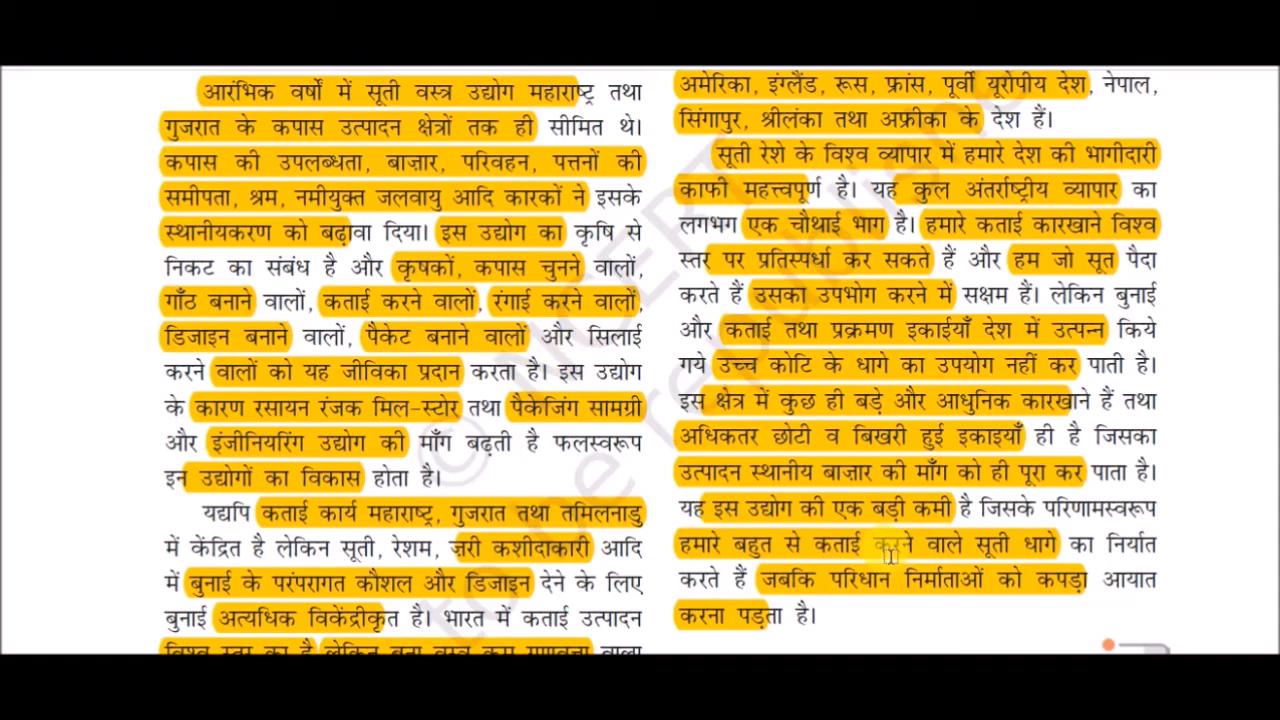 आरंभिक वर्षों में सूती वस्त्र उद्योग महाराष्ट्र तथा
गुजरात के कपास उत्पादन क्षेत्रों तक ही सीमित थे।
कपास की उपलब्धता, बाज़ार, परिवहन, पत्तनों की
समीपता, श्रम, नमीयुक्त जलवायु आदि कारकों ने इसके
स्थानीयकरण को बढ़ावा दिया। इस उद्योग का कृषि से
निकट का संबंध है और कृषकों, कपास चुनने वालों,
गाँठ बनाने वालों, कताई करने वालों, रंगाई करने वालों,
डिजाइन बनाने वालों, पैकेट बनाने वालों और सिलाई
करने वालों को यह जीविका प्रदान करता है। इस उद्योग
के कारण रसायन रंजक मिल-स्टोर तथा पैकेजिंग सामग्री
और इंजीनियरिंग उद्योग की माँग बढ़ती है फलस्वरूप
इन उद्योगों का विकास होता है।
यद्यपि कताई कार्य महाराष्ट्र, गुजरात तथा तमिलनाडु
में केंद्रित है लेकिन सूती, रेशम, ज़री कशीदाकारी आदि
में बुनाई के परंपरागत कौशल और डिजाइन देने के लिए
बुनाई अत्यधिक विकेंद्रीकृत है। भारत में कताई उत्पादन
विश्व स्तर का है लेकिन बुना वस्त्र कम गुणवत्ता वाला
अमेरिका, इंग्लैंड, रूस, फ्रांस, पूर्वी यूरोपीय देश, नेपाल,
सिंगापुर, श्रीलंका तथा अफ्रीका के देश हैं।
सूती रेशे के विश्व व्यापार में हमारे देश की भागीदारी
काफी महत्त्वपूर्ण है। यह कुल अंतर्राष्ट्रीय व्यापार का
लगभग एक चौथाई भाग है। हमारे कताई कारखाने विश्व
स्तर पर प्रतिस्पर्धा कर सकते हैं और हम जो सूत पैदा
करते हैं उसका उपभोग करने में सक्षम हैं। लेकिन बुनाई
और कताई तथा प्रक्रमण इकाईयाँ देश में उत्पन्न किये
गये उच्च कोटि के धागे का उपयोग नहीं कर पाती है।
इस क्षेत्र में कुछ ही बड़े और आधुनिक कारखाने हैं तथा
अधिकतर छोटी व बिखरी हुई इकाइयाँ ही है जिसका
उत्पादन स्थानीय बाज़ार की माँग को ही पूरा कर पाता है।
यह इस उद्योग की एक बड़ी कमी है जिसके परिणामस्वरूप
हमारे बहुत से कताई करने वाले सूती धागे का निर्यात
करते हैं जबकि परिधान निर्माताओं को कपड़ा आयात
करना पड़ता है।
© NCERT
to be republished